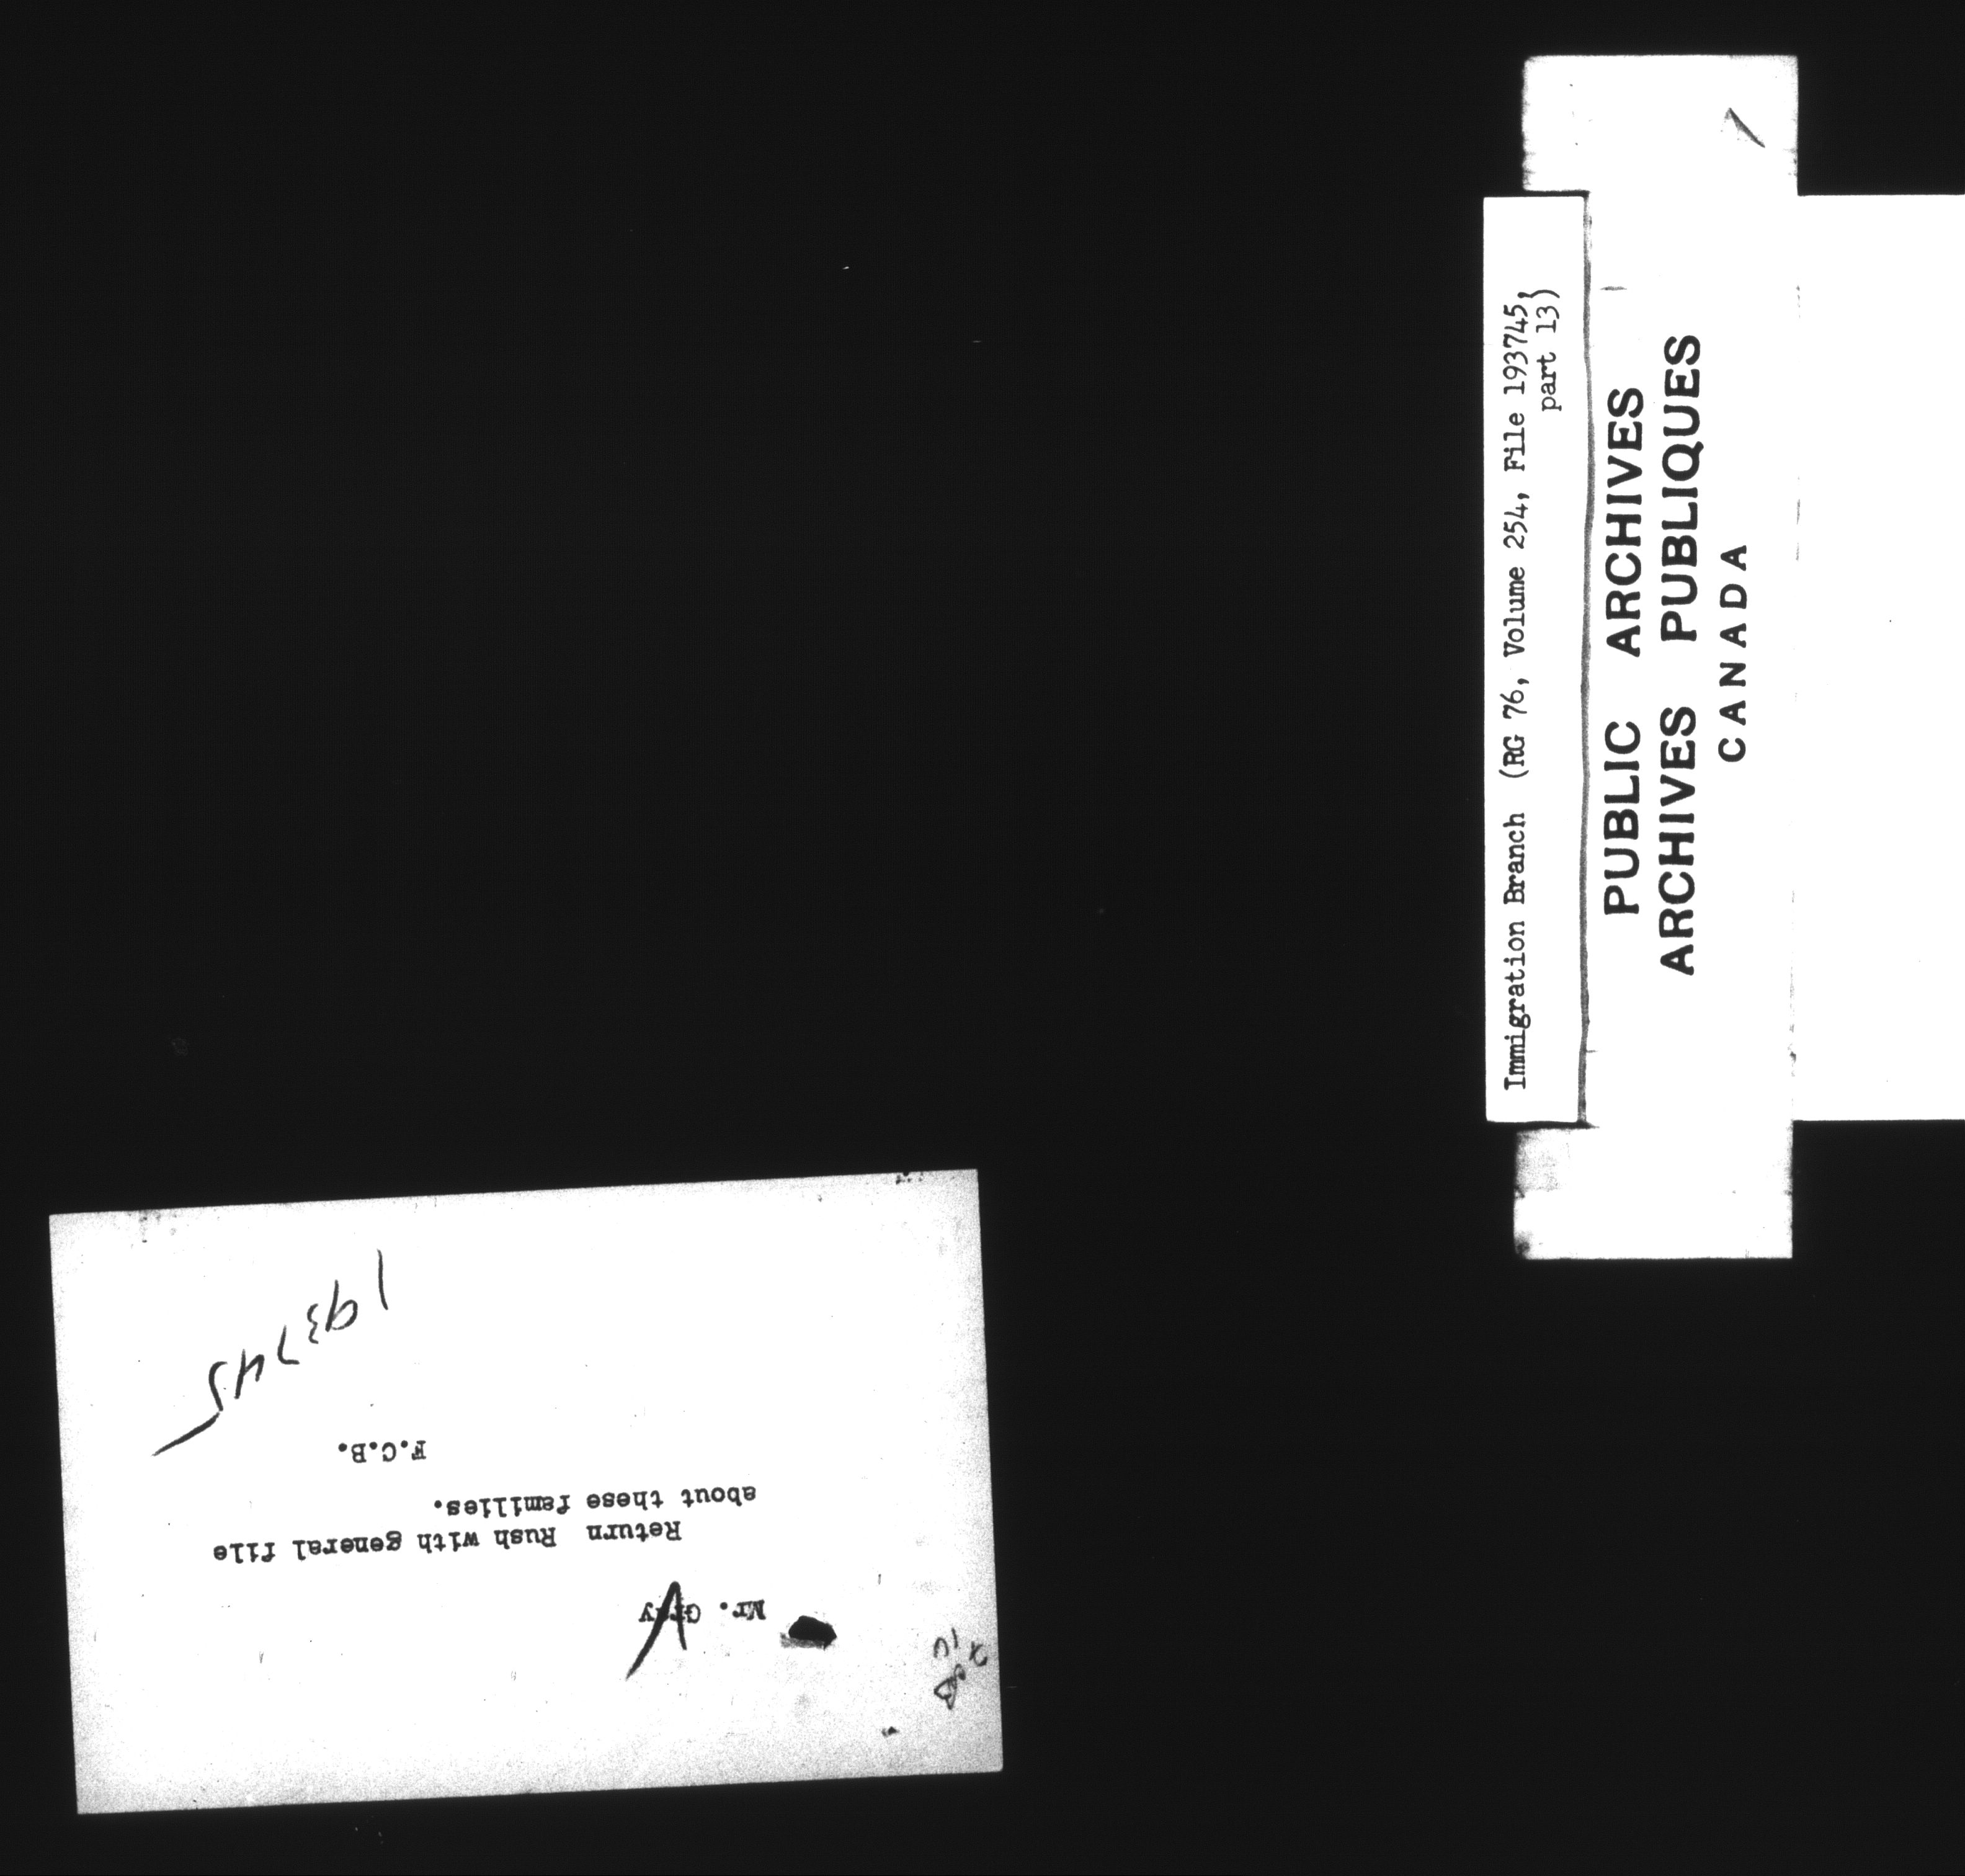 Immigration Branch (RG 76, Volume 254, File 193745,
part 13)
PUBLIC ARCHIVES
ARCHIVES PUBLIQUES
CANADA
Mr. Gray
Return Rush with general file
about these families.
F.C.B.
193745